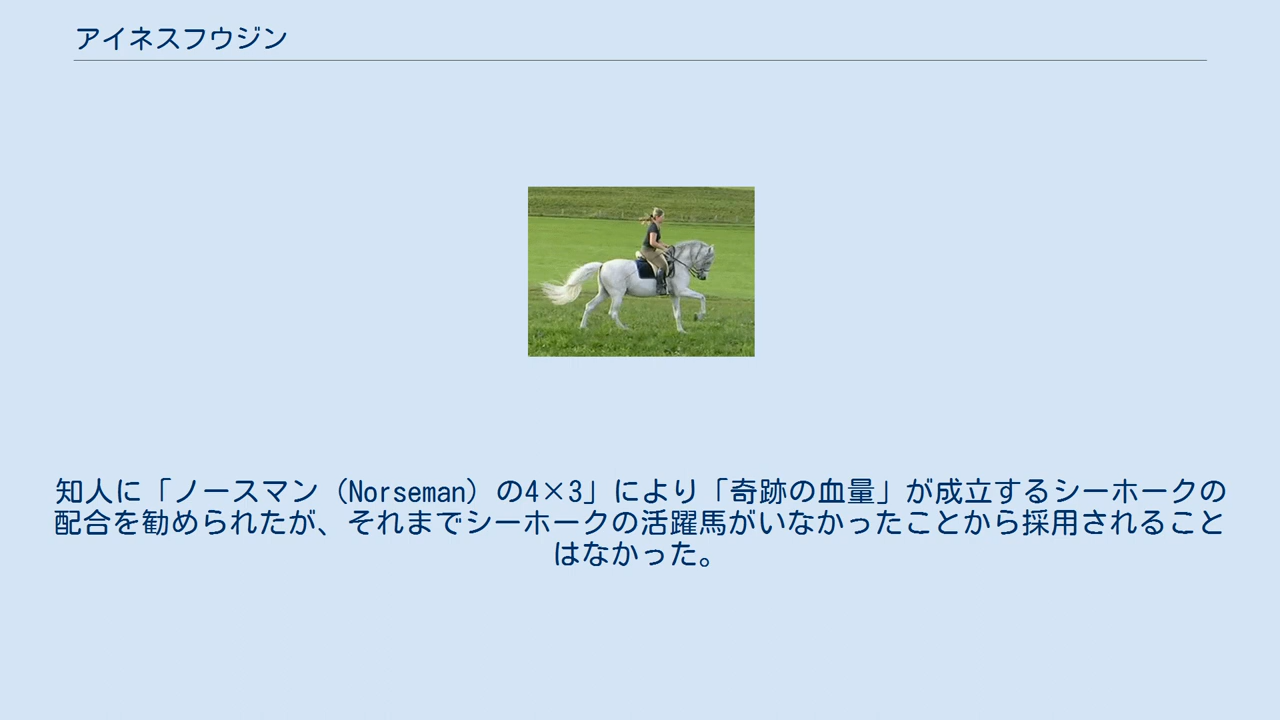 アイネスフウジン
知人に「ノースマン（Norseman）の4×3」により「奇跡の血量」が成立するシーホークの
配合を勧められたが、それまでシーホークの活躍馬がいなかったことから採用されること
はなかった。